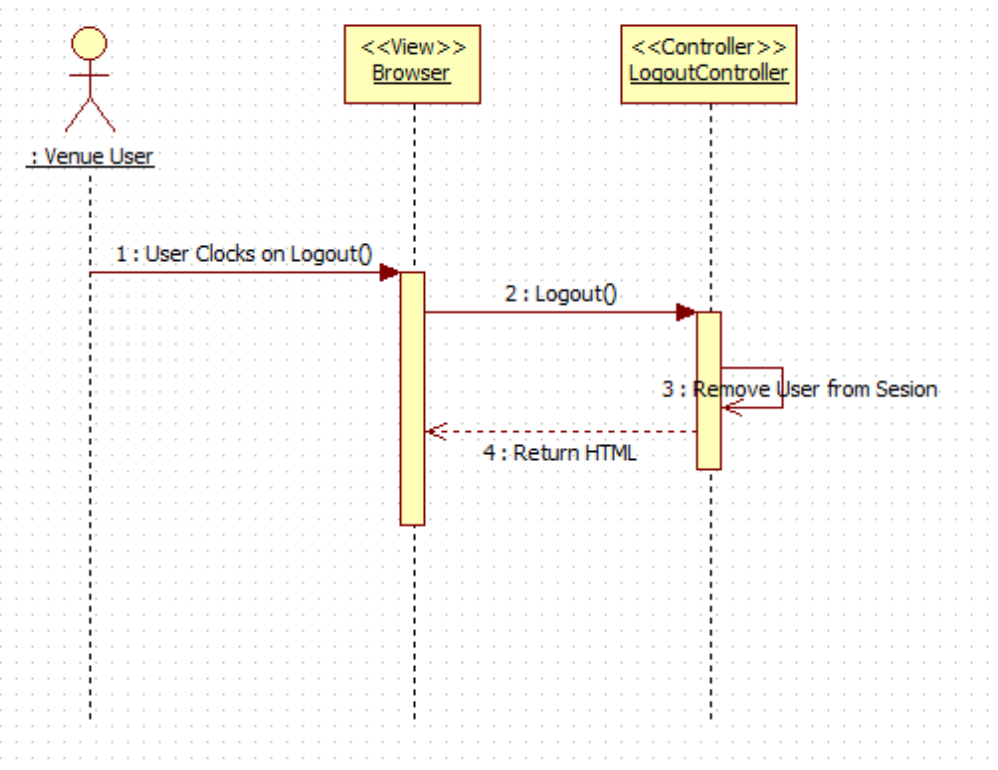 <<View>>
Browser
<<Controller>>
LogoutController
: Venue User
1 : User Clocks on Logout()
2 : Logout()
3 : Remove User from Sesion
4 : Return HTML